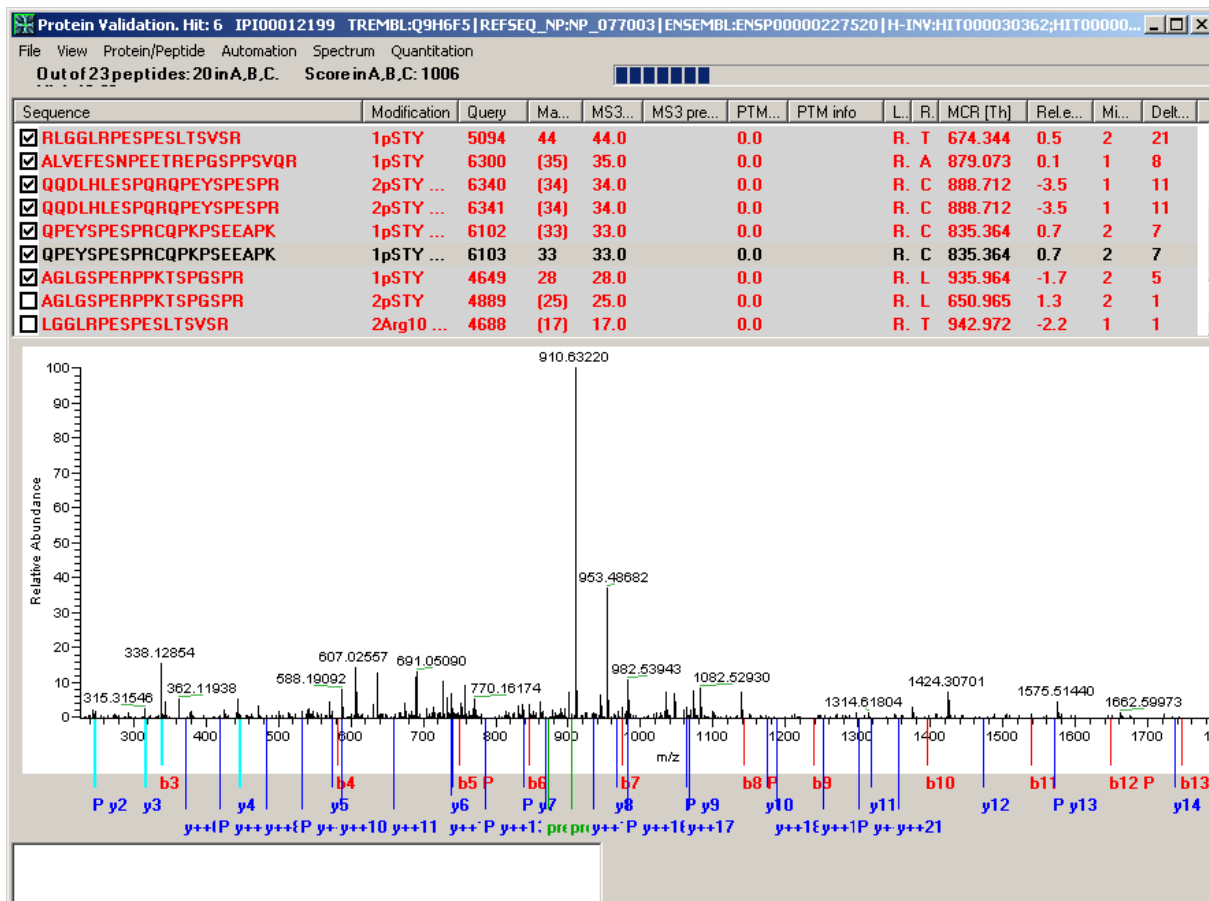 Protein Validation. Hit: 6 IPI00012199 TREMBL:Q9H6F5|REFSEQ_NP:NP_077003|ENSEMBL:ENSP00000227520|H-INV:HIT000030362;HIT00000...
File View Protein/Peptide Automation Spectrum Quantitation
Out of 23 peptides: 20 in A,B,C. Score in A,B,C: 1006
Sequence Modification Query Ma... MS3... MS3 pre... PTM... PTM info L.. R. MCR [Th] Rel.e... Mi... Delt...
RLGGLRPESPESLTSVSR 1pSTY 5094 44 44.0 0.0 R. T 674.344 0.5 2 21
ALVEFESNPEETREPGSPPSVQR 1pSTY 6300 (35) 35.0 0.0 R. A 879.073 0.1 1 8
QQDLHLESPQRQPEYSPESPR 2pSTY ... 6340 (34) 34.0 0.0 R. C 888.712 -3.5 1 11
QQDLHLESPQRQPEYSPESPR 2pSTY ... 6341 (34) 34.0 0.0 R. C 888.712 -3.5 1 11
QPEYSPESPRCQPKPSEEAPK 1pSTY ... 6102 (33) 33.0 0.0 R. C 835.364 0.7 2 7
QPEYSPESPRCQPKPSEEAPK 1pSTY ... 6103 33 33.0 0.0 R. C 835.364 0.7 2 7
AGLGSPERPPKTSPGSPR 1pSTY 4649 28 28.0 0.0 R. L 935.964 -1.7 2 5
AGLGSPERPPKTSPGSPR 2pSTY 4889 (25) 25.0 0.0 R. L 650.965 1.3 2 1
LGGLRPESPESLTSVSR 2Arg10 ... 4688 (17) 17.0 0.0 R. T 942.972 -2.2 1 1
910.63220
100
90
80
70
60
50
40
30
20
10
0
Relative Abundance
953.48682
338.12854
607.02557
691.05090
982.53943
588.19092
1082.52930
1424.30701
362.11938
770.16174
1575.51440
315.31546
1314.61804
1662.59973
300 400 500 600 700 800 900 1000 1100 1200 1300 1400 1500 1600 1700
m/z
b3 b4 b5 P b6 b7 b8 P b9 b10 b11 b12 P b13
P y2 y3 y4 y5 y6 P y7 y8 P y9 y10 y11 y12 P y13 y14